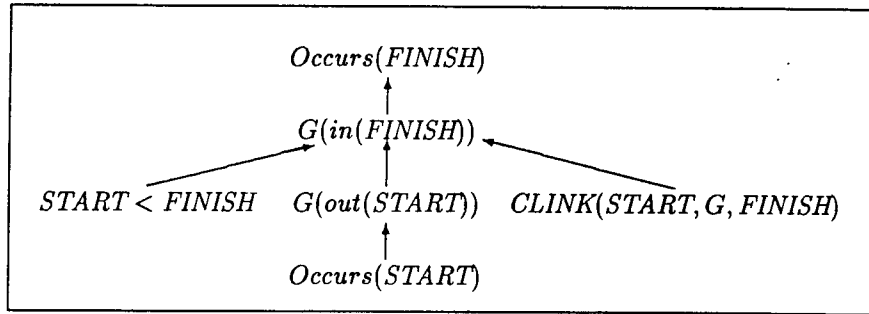 Occurs(FINISH)
G(in(FINISH))
START < FINISH G(out(START)) CLINK(START, G, FINISH)
Occurs(START)